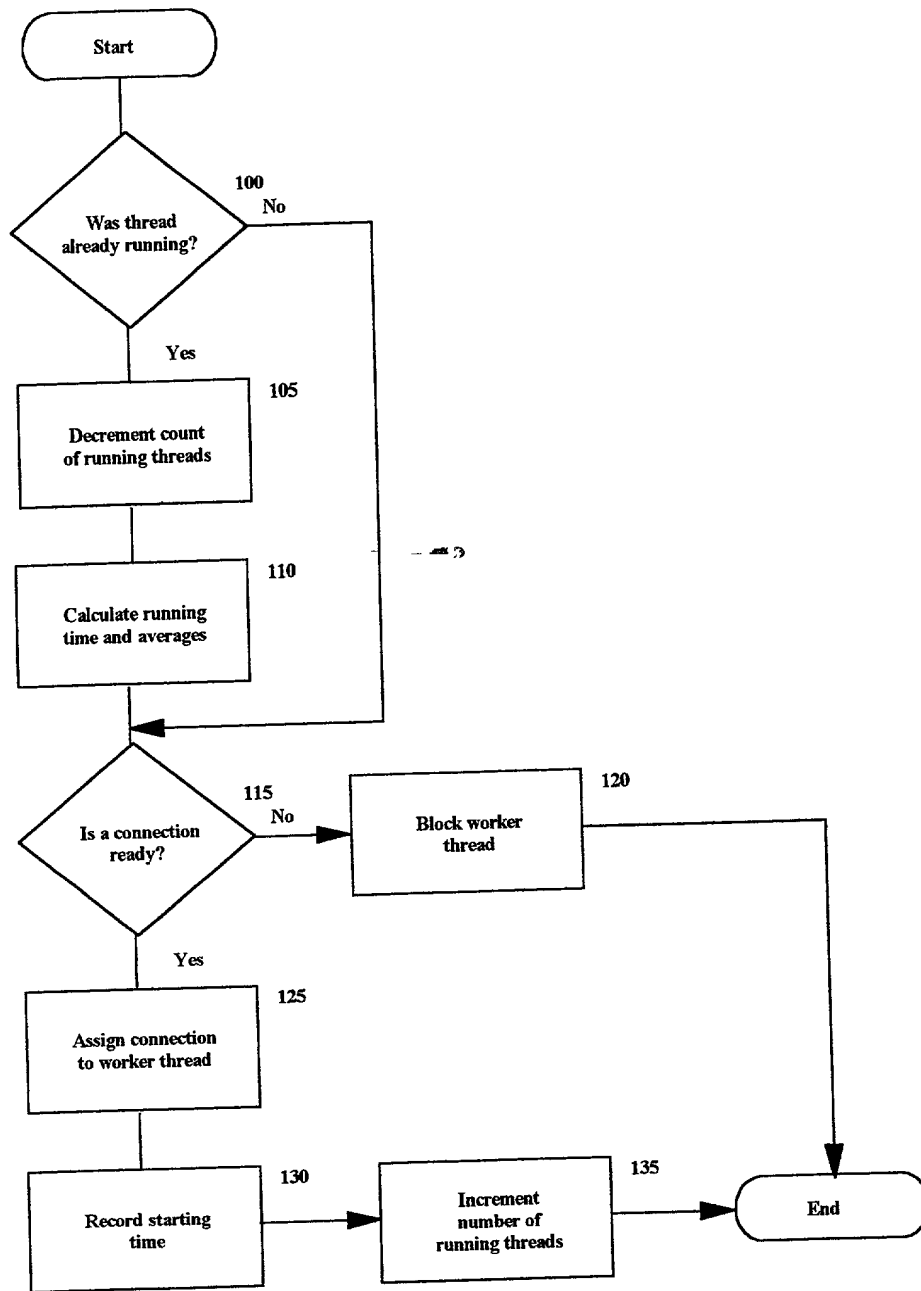 Start
100
No
Was thread
already running?
Yes
105
Decrement count
of running threads
110
Calculate running
time and averages
115
No
Is a connection
ready?
120
Block worker
thread
Yes
125
Assign connection
to worker thread
130
Record starting
time
135
Increment
number of
running threads
End